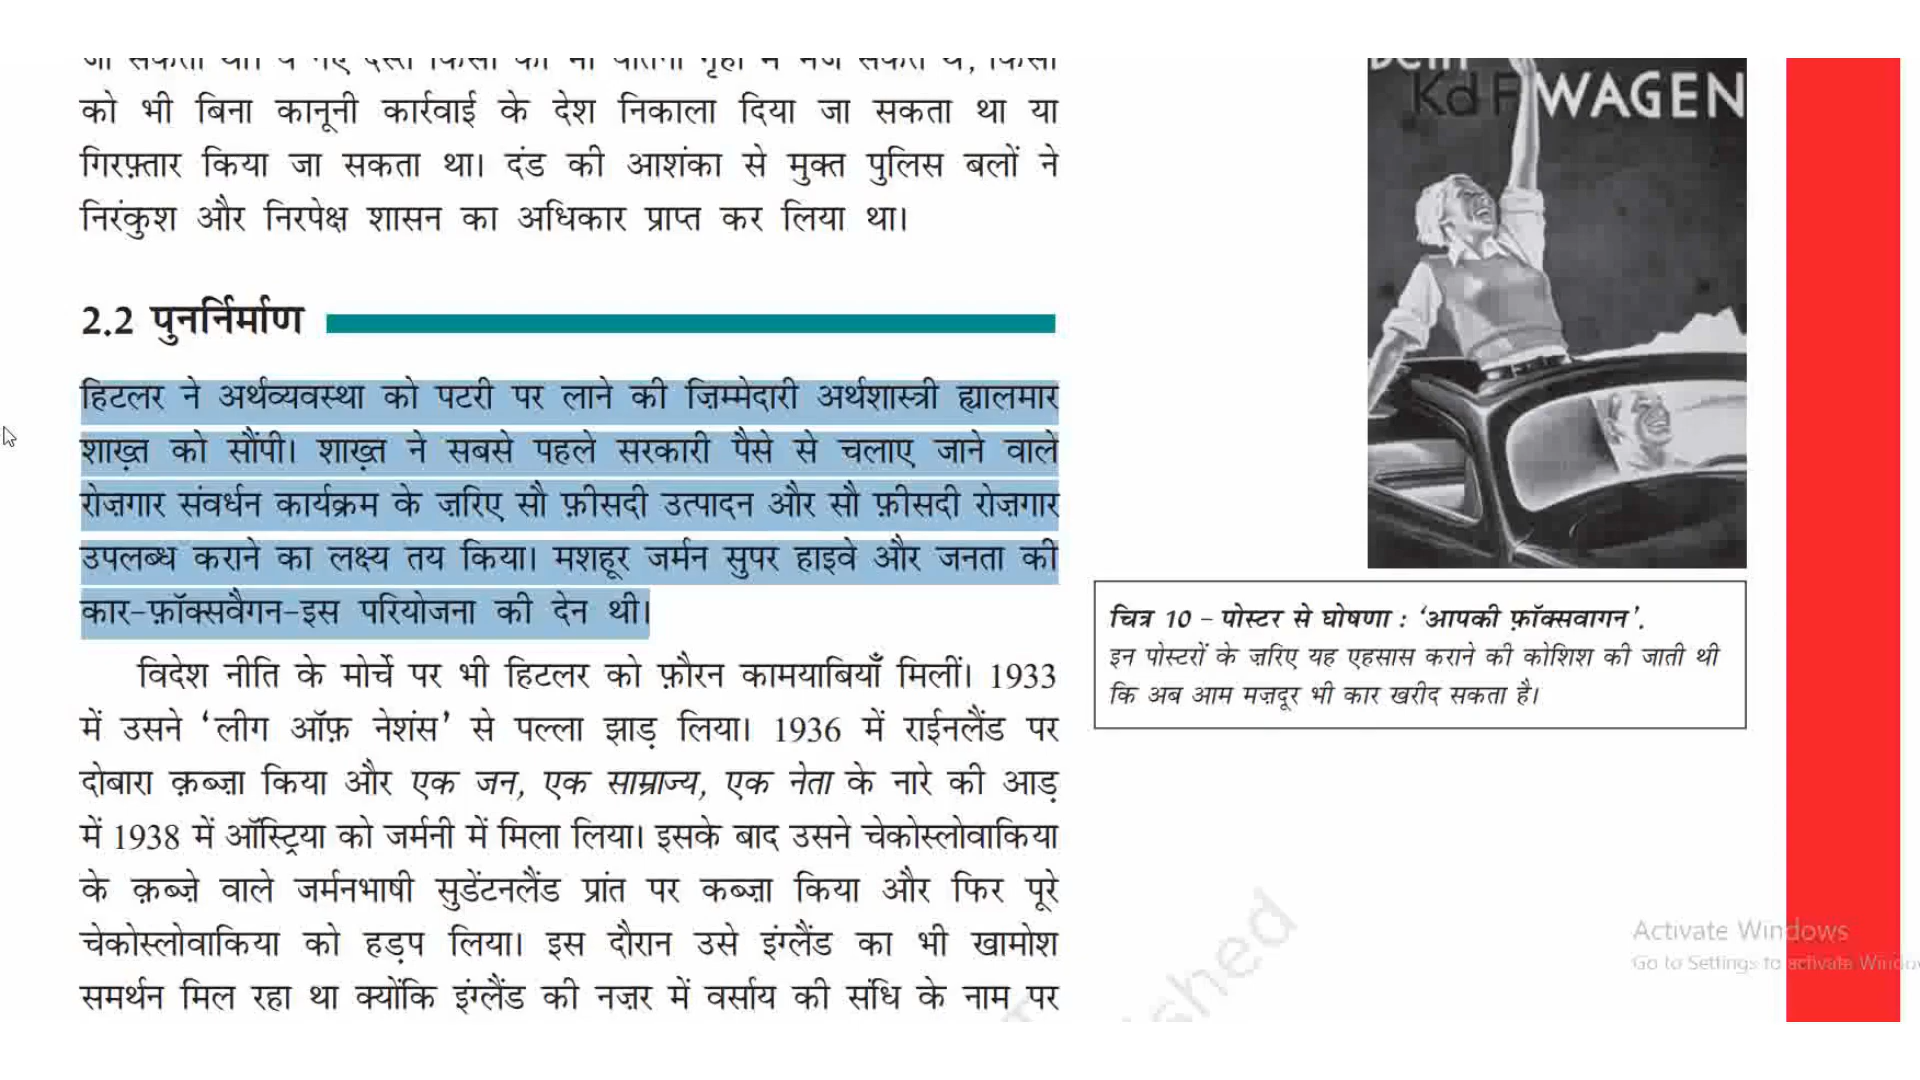 को भी बिना कानूनी कार्रवाई के देश निकाला दिया जा सकता था या
गिरफ़्तार किया जा सकता था। दंड की आशंका से मुक्त पुलिस बलों ने
निरंकुश और निरपेक्ष शासन का अधिकार प्राप्त कर लिया था।
2.2 पुनर्निर्माण
हिटलर ने अर्थव्यवस्था को पटरी पर लाने की ज़िम्मेदारी अर्थशास्त्री ह्यालमार
शाख़्त को सौंपी। शाख़्त ने सबसे पहले सरकारी पैसे से चलाए जाने वाले
रोज़गार संवर्धन कार्यक्रम के ज़रिए सौ फ़ीसदी उत्पादन और सौ फ़ीसदी रोज़गार
उपलब्ध कराने का लक्ष्य तय किया। मशहूर जर्मन सुपर हाइवे और जनता की
कार-फ़ॉक्सवैगन-इस परियोजना की देन थी।
विदेश नीति के मोर्चे पर भी हिटलर को फ़ौरन कामयाबियाँ मिलीं। 1933
में उसने ‘लीग ऑफ़ नेशंस’ से पल्ला झाड़ लिया। 1936 में राईनलैंड पर
दोबारा क़ब्ज़ा किया और एक जन, एक साम्राज्य, एक नेता के नारे की आड़
में 1938 में ऑस्ट्रिया को जर्मनी में मिला लिया। इसके बाद उसने चेकोस्लोवाकिया
के क़ब्ज़े वाले जर्मनभाषी सुडेंटनलैंड प्रांत पर कब्ज़ा किया और फिर पूरे
चेकोस्लोवाकिया को हड़प लिया। इस दौरान उसे इंग्लैंड का भी खामोश
समर्थन मिल रहा था क्योंकि इंग्लैंड की नज़र में वर्साय की संधि के नाम पर
KdF WAGEN
चित्र 10 – पोस्टर से घोषणा : ‘आपकी फ़ॉक्सवागन’.
इन पोस्टरों के ज़रिए यह एहसास कराने की कोशिश की जाती थी
कि अब आम मज़दूर भी कार खरीद सकता है।
Activate Windows
Go to Settings to activate Windo